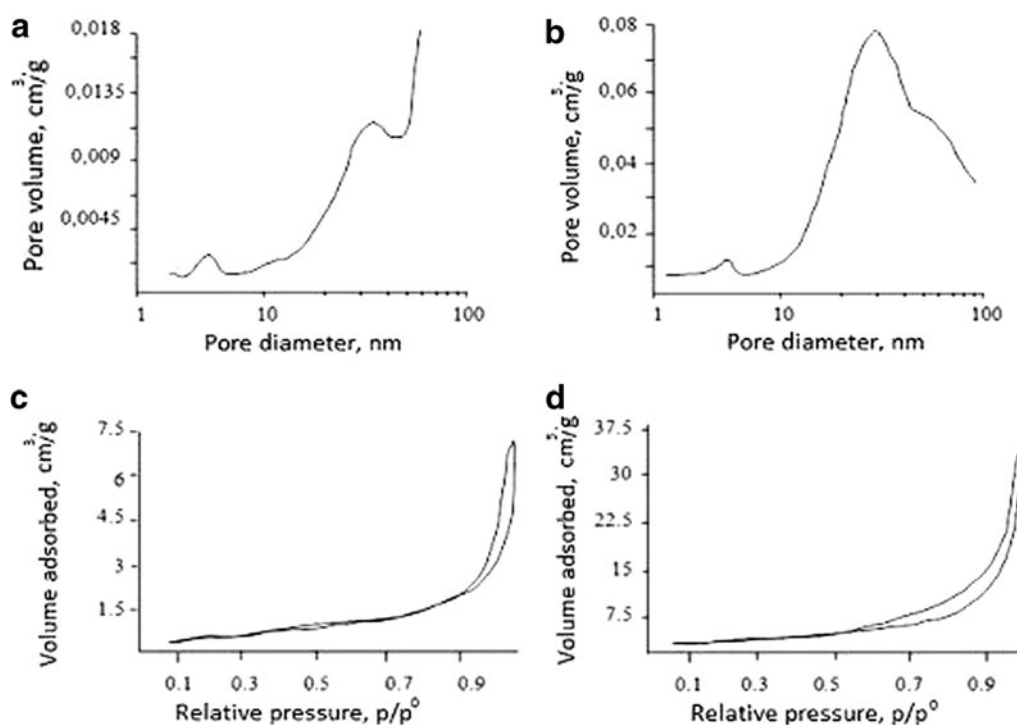 a
0,018
0,0135
0,009
0,0045
Pore volume, cm³/g
1 10 100
Pore diameter, nm
b
0,08
0,06
0,04
0,02
Pore volume, cm⁵/g
1 10 100
Pore diameter, nm
c
7.5
6
4.5
3
1.5
Volume adsorbed, cm³/g
0.1 0.3 0.5 0.7 0.9
Relative pressure, p/p⁰
d
37.5
30
22.5
15
7.5
Volume adsorbed, cm⁵/g
0.1 0.3 0.5 0.7 0.9
Relative pressure, p/p⁰